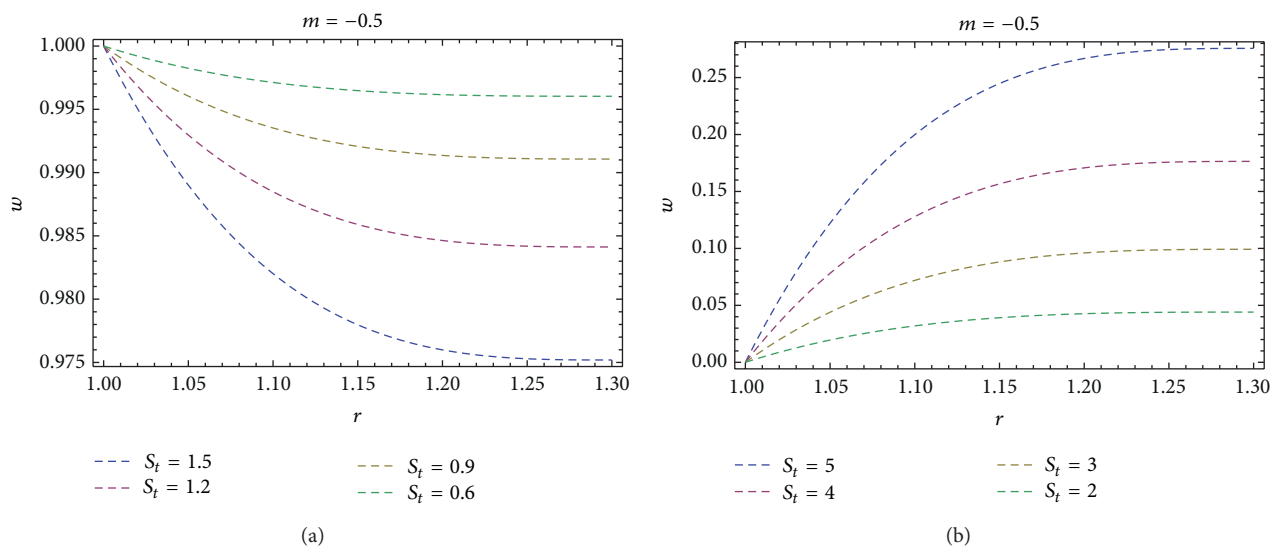 m = −0.5
1.000
0.995
0.990
0.985
0.980
0.975
w
1.00 1.05 1.10 1.15 1.20 1.25 1.30
r
S_t = 1.5 S_t = 0.9
S_t = 1.2 S_t = 0.6
(a)
m = −0.5
0.25
0.20
0.15
0.10
0.05
0.00
w
1.00 1.05 1.10 1.15 1.20 1.25 1.30
r
S_t = 5 S_t = 3
S_t = 4 S_t = 2
(b)